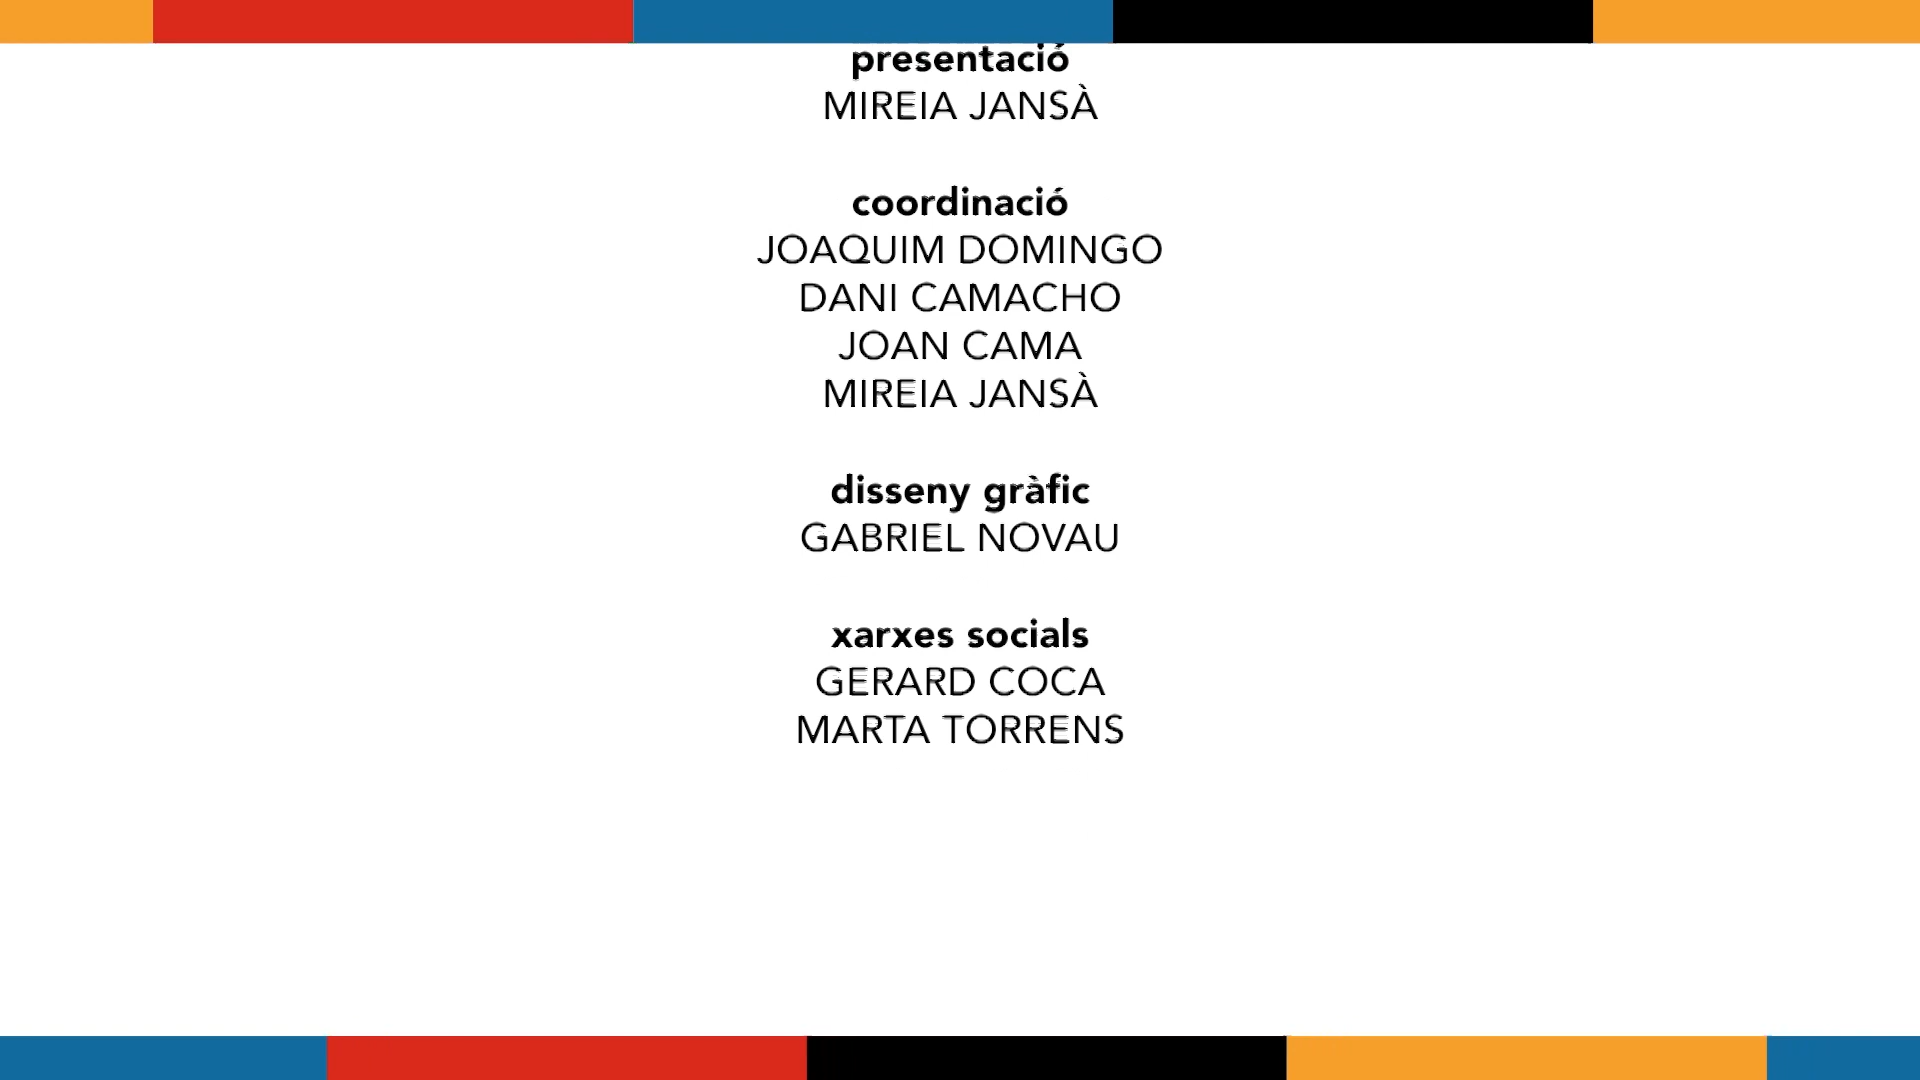 presentació
MIREIA JANSÀ
coordinació
JOAQUIM DOMINGO
DANI CAMACHO
JOAN CAMA
MIREIA JANSÀ
disseny gràfic
GABRIEL NOVAU
xarxes socials
GERARD COCA
MARTA TORRENS